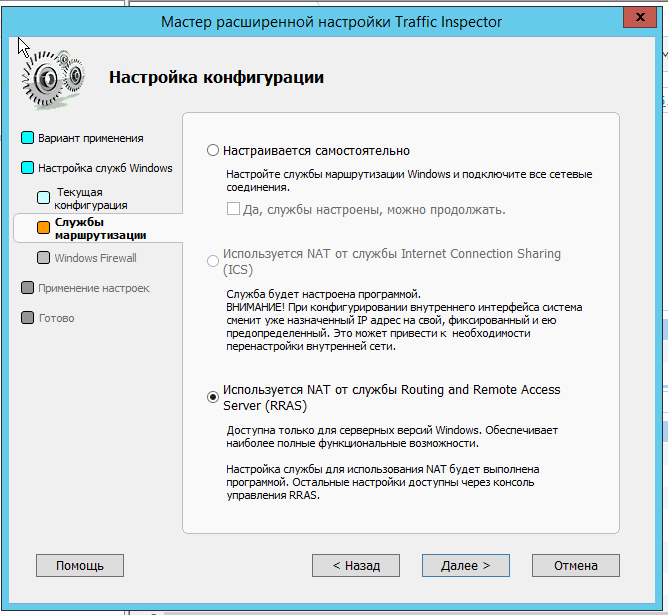 Мастер расширенной настройки Traffic Inspector
x
Настройка конфигурации
Вариант применения
Настройка служб Windows
Текущая
конфигурация
Службы
маршрутизации
Windows Firewall
Применение настроек
Готово
Настраивается самостоятельно
Настройте службы маршрутизации Windows и подключите все сетевые
соединения.
Да, службы настроены, можно продолжать.
Используется NAT от службы Internet Connection Sharing
(ICS)
Служба будет настроена программой.
ВНИМАНИЕ! При конфигурировании внутреннего интерфейса система
сменит уже назначенный IP адрес на свой, фиксированный и ею
предопределенный. Это может привести к необходимости
перенастройки внутренней сети.
Используется NAT от службы Routing and Remote Access
Server (RRAS)
Доступна только для серверных версий Windows. Обеспечивает
наиболее полные функциональные возможности.
Настройка службы для использования NAT будет выполнена
программой. Остальные настройки доступны через консоль
управления RRAS.
Помощь
< Назад
Далее >
Отмена